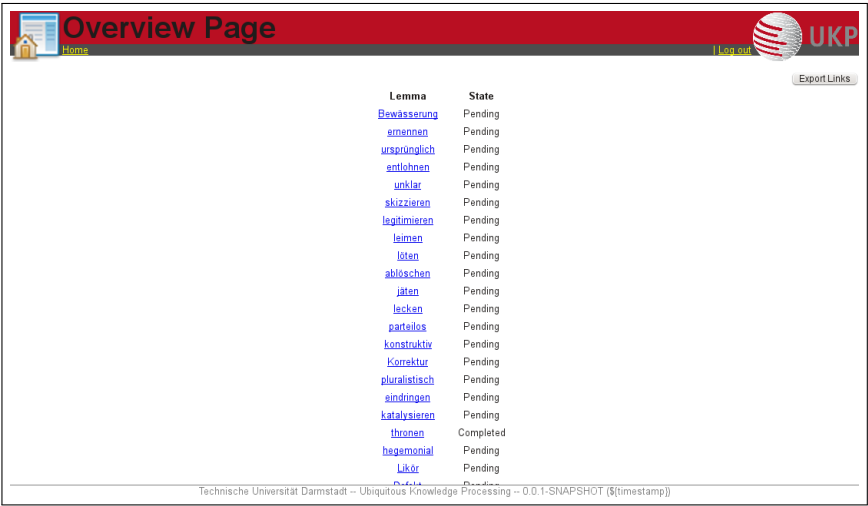 Overview Page
Home | Log out
UKP
Export Links
Lemma State
Bewässerung Pending
ernennen Pending
ursprünglich Pending
entlohnen Pending
unklar Pending
skizzieren Pending
legitimieren Pending
leimen Pending
löten Pending
ablöschen Pending
jäten Pending
lecken Pending
parteilos Pending
konstruktiv Pending
Korrektur Pending
pluralistisch Pending
eindringen Pending
katalysieren Pending
thronen Completed
hegemonial Pending
Likör Pending
Technische Universität Darmstadt -- Ubiquitous Knowledge Processing -- 0.0.1-SNAPSHOT (${timestamp})